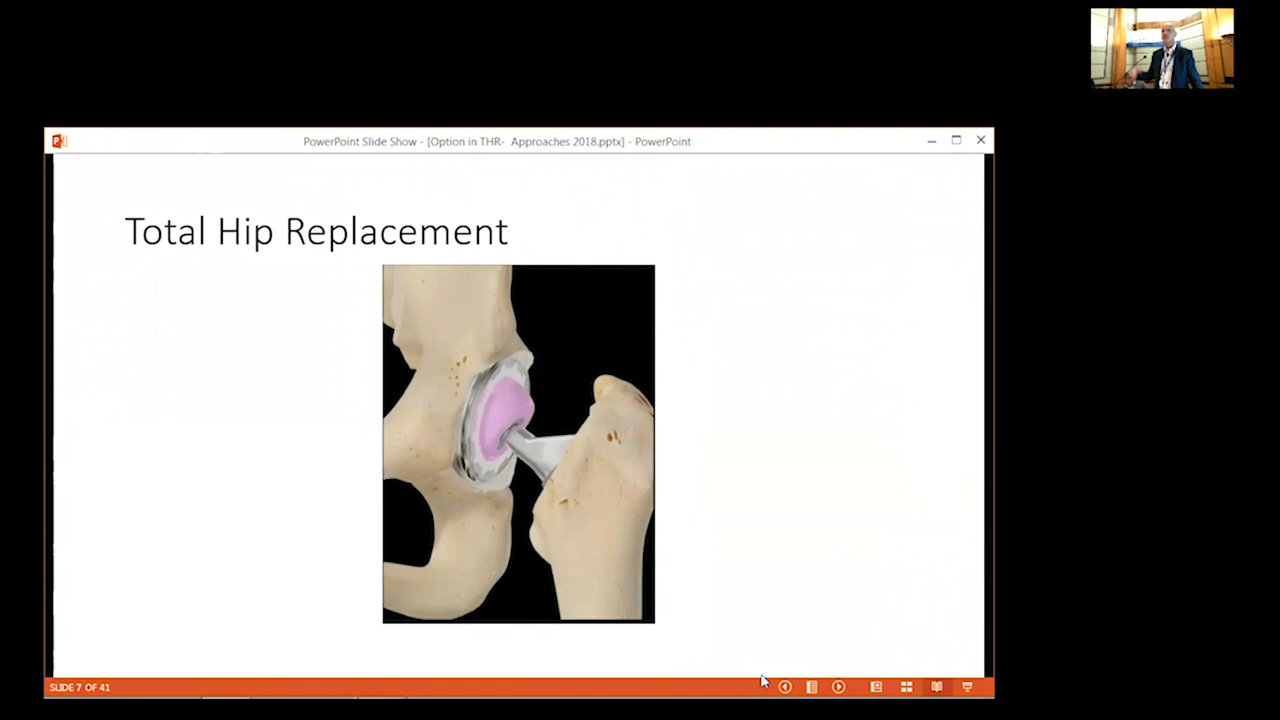 PowerPoint Slide Show - [Option in THR-  Approaches 2018.pptx] - PowerPoint
Total Hip Replacement
SLIDE 7 OF 41